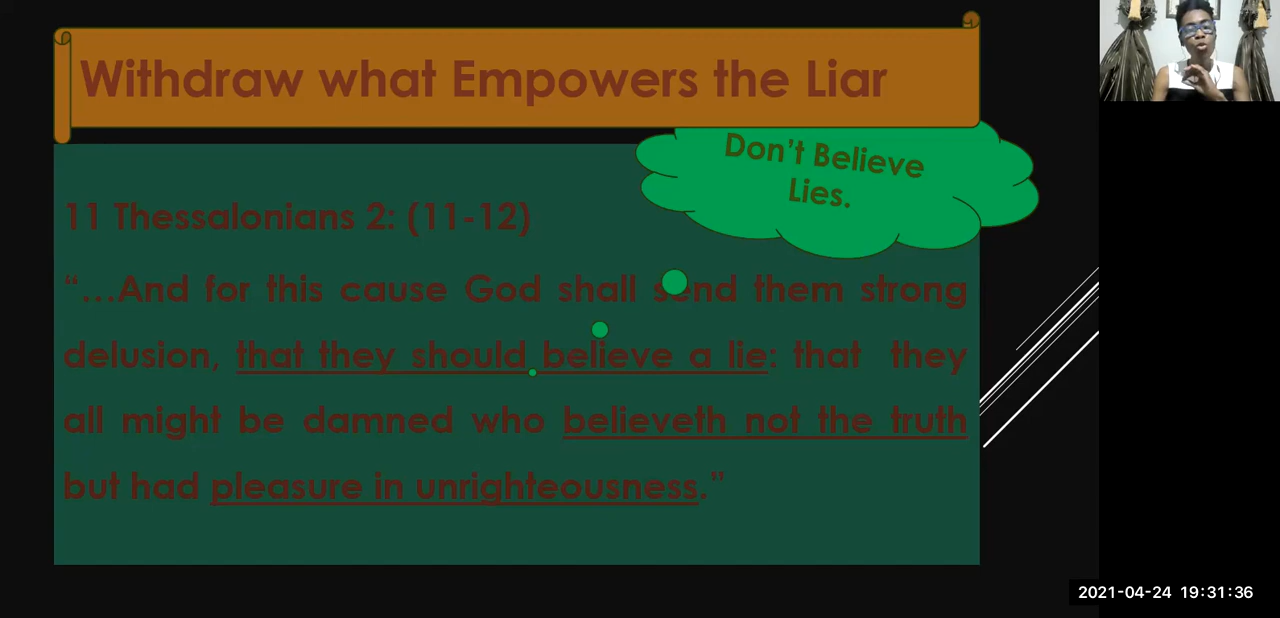 Withdraw what Empowers the Liar
Don't Believe
Lies.
11 Thessalonians 2: (11-12)
“…And for this cause God shall send them strong
delusion, that they should believe a lie: that they
all might be damned who believeth not the truth
but had pleasure in unrighteousness.”
2021-04-24 19:31:36